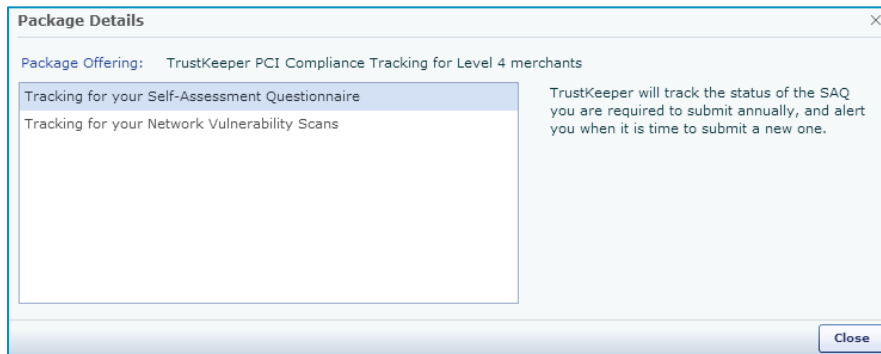 Package Details
Package Offering: TrustKeeper PCI Compliance Tracking for Level 4 merchants
Tracking for your Self-Assessment Questionnaire
Tracking for your Network Vulnerability Scans
TrustKeeper will track the status of the SAQ
you are required to submit annually, and alert
you when it is time to submit a new one.
Close